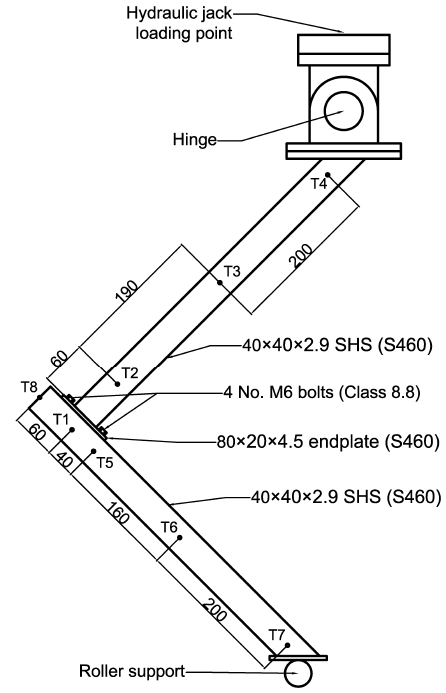 Hydraulic jack
loading point
Hinge
T4
200
T3
190
40×40×2.9 SHS (S460)
60
T2
T8
4 No. M6 bolts (Class 8.8)
T1
80×20×4.5 endplate (S460)
60
40
T5
40×40×2.9 SHS (S460)
160
T6
200
T7
Roller support